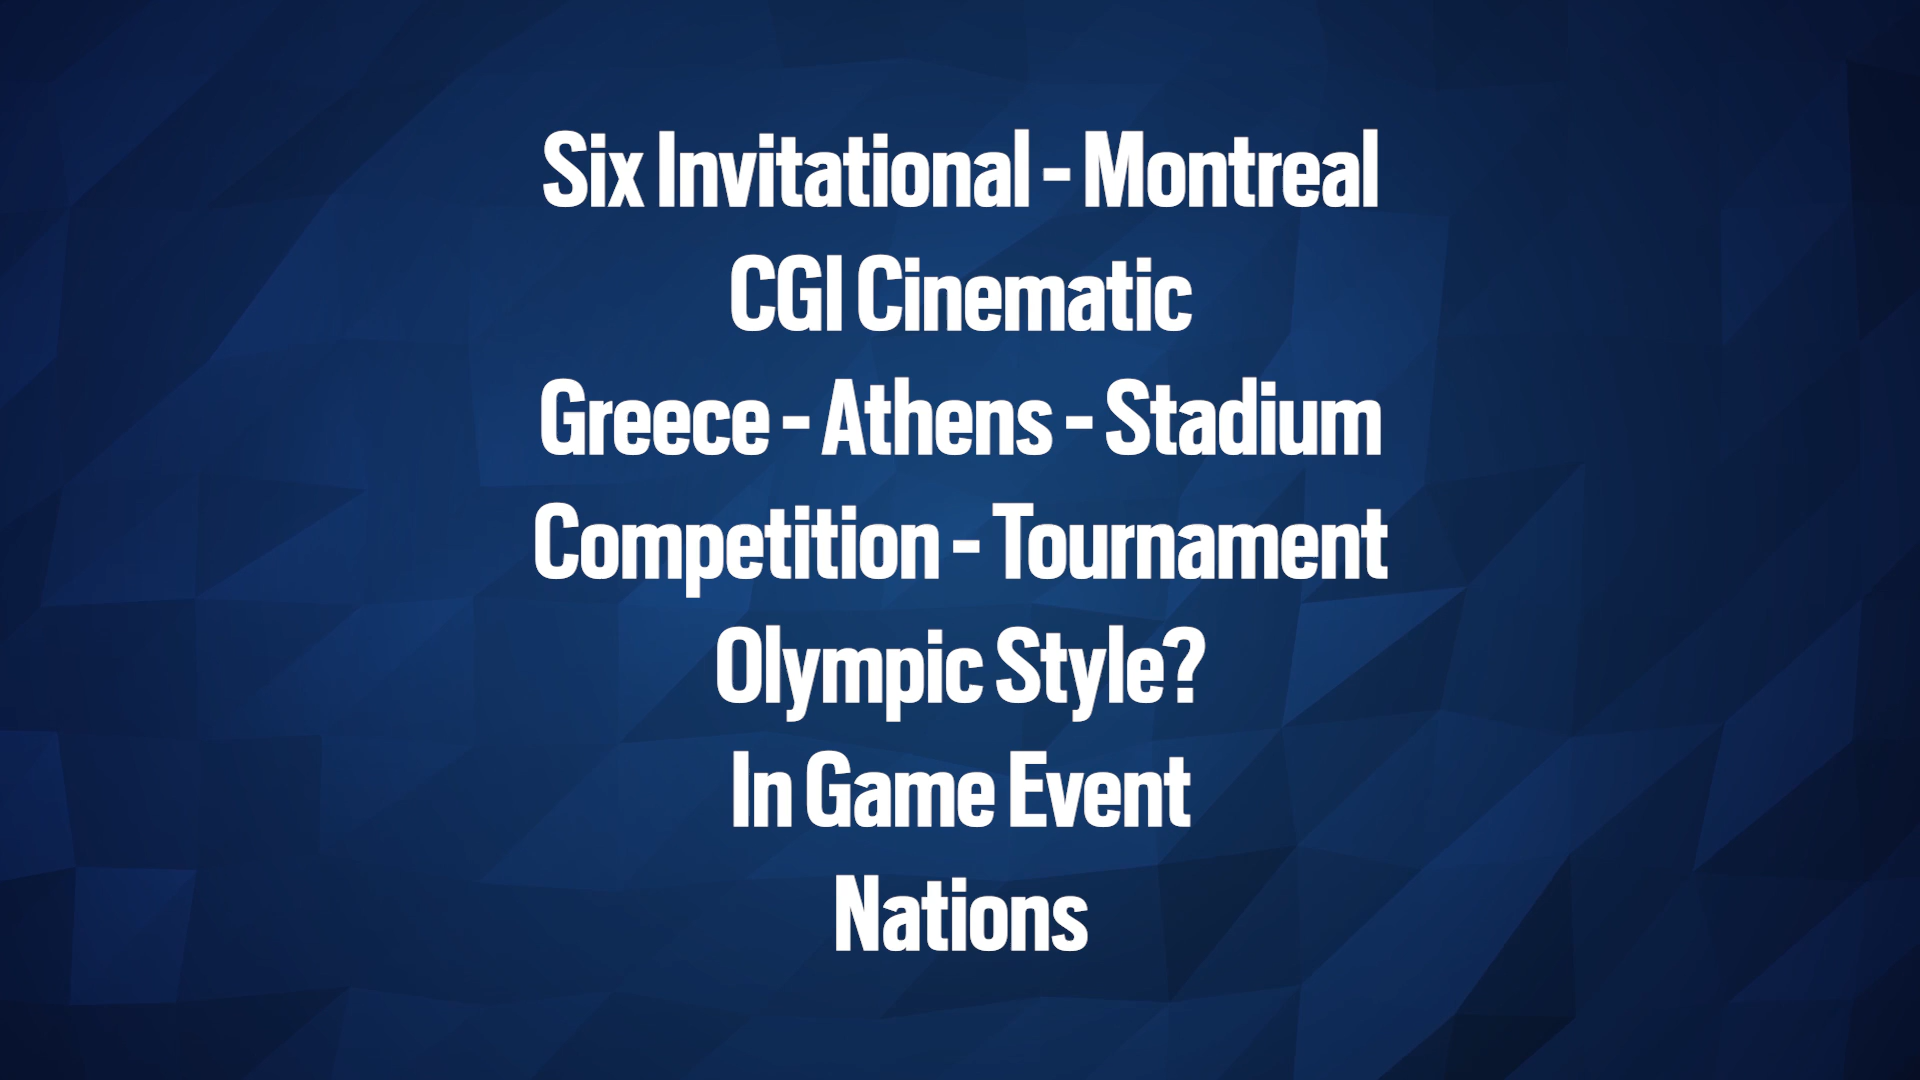 Six Invitational - Montreal
CGI Cinematic
Greece - Athens - Stadium
Competition - Tournament
Olympic Style?
In Game Event
Nations